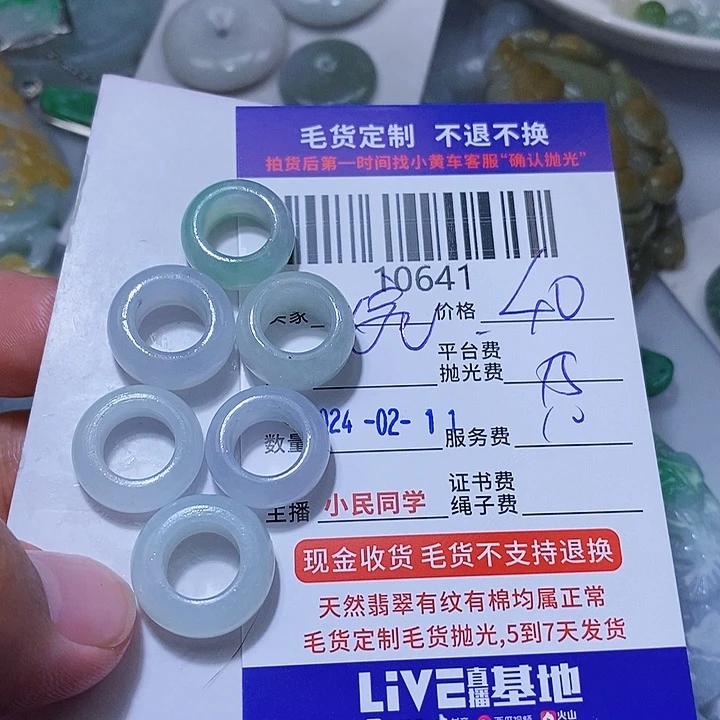 毛货定制 不退不换
拍货后第一时间找小黄车客服“确认抛光”
10641
价格 40
平台费
抛光费
024-02-11
数量
服务费 10
证书费
主播 小民同学 绳子费
现金收货 毛货不支持退换
天然翡翠有纹有棉均属正常
毛货定制毛货抛光,5到7天发货
LiVE直播基地
火山